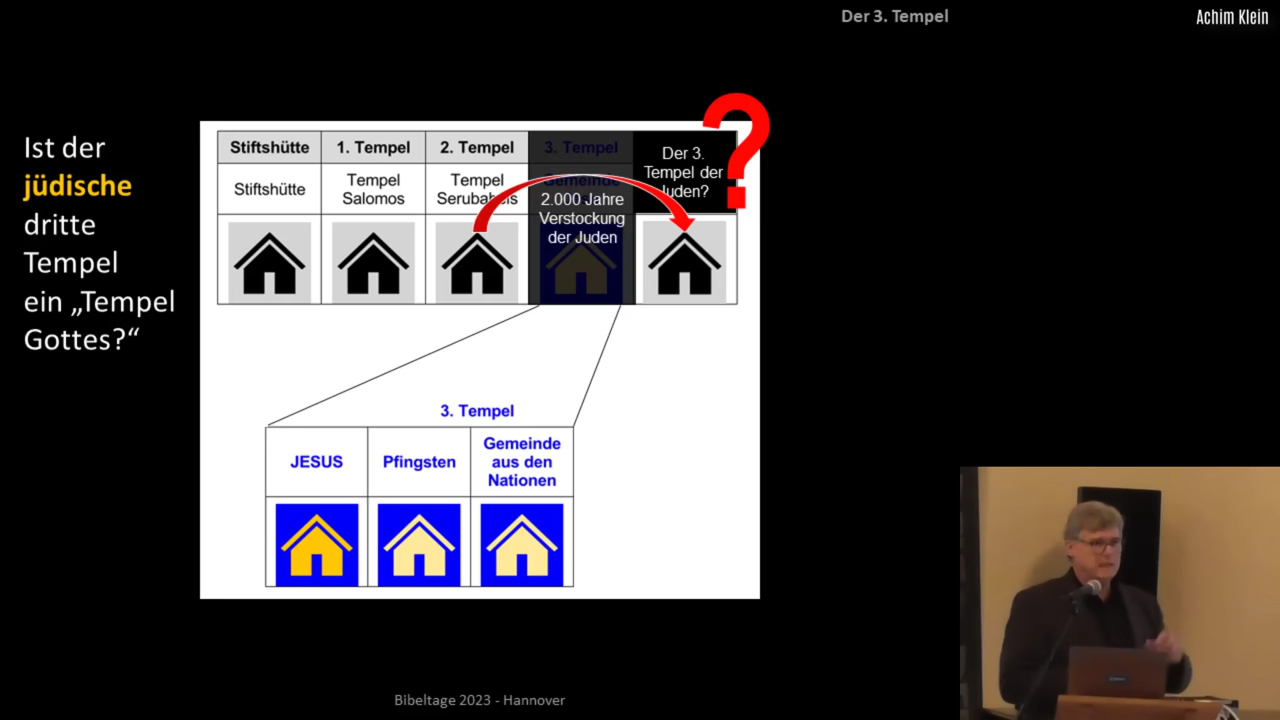 Der 3. Tempel
Achim Klein
Ist der
jüdische
dritte
Tempel
ein „Tempel
Gottes?“
Stiftshütte
1. Tempel
2. Tempel
3. Tempel
Der 3.
Tempel der
Juden?
?
Stiftshütte
Tempel
Salomos
Tempel
Serubabels
Gemeinde
2.000 Jahre
Verstockung
der Juden
3. Tempel
JESUS
Pfingsten
Gemeinde
aus den
Nationen
Bibeltage 2023 - Hannover